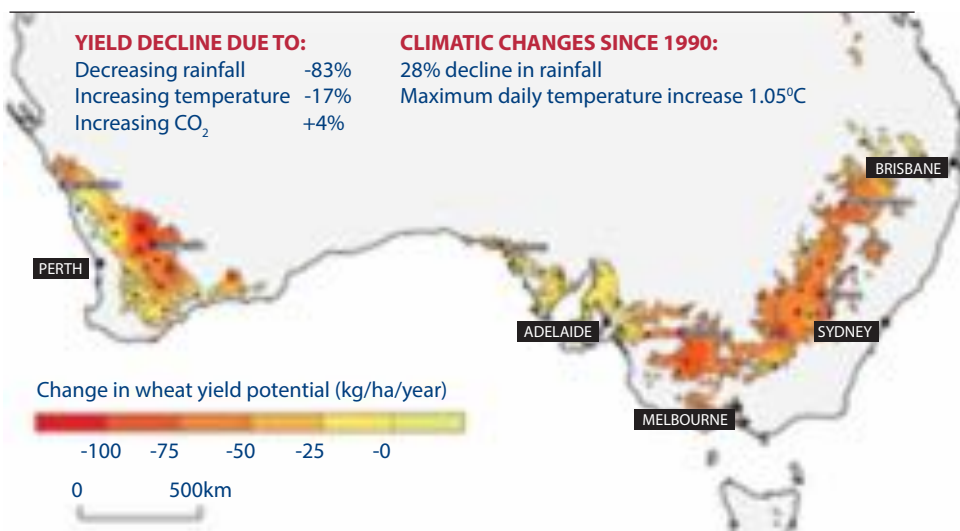 YIELD DECLINE DUE TO:
Decreasing rainfall -83%
Increasing temperature -17%
Increasing CO₂ +4%
CLIMATIC CHANGES SINCE 1990:
28% decline in rainfall
Maximum daily temperature increase 1.05⁰C
BRISBANE
PERTH
ADELAIDE
SYDNEY
MELBOURNE
Change in wheat yield potential (kg/ha/year)
-100 -75 -50 -25 -0
0 500km